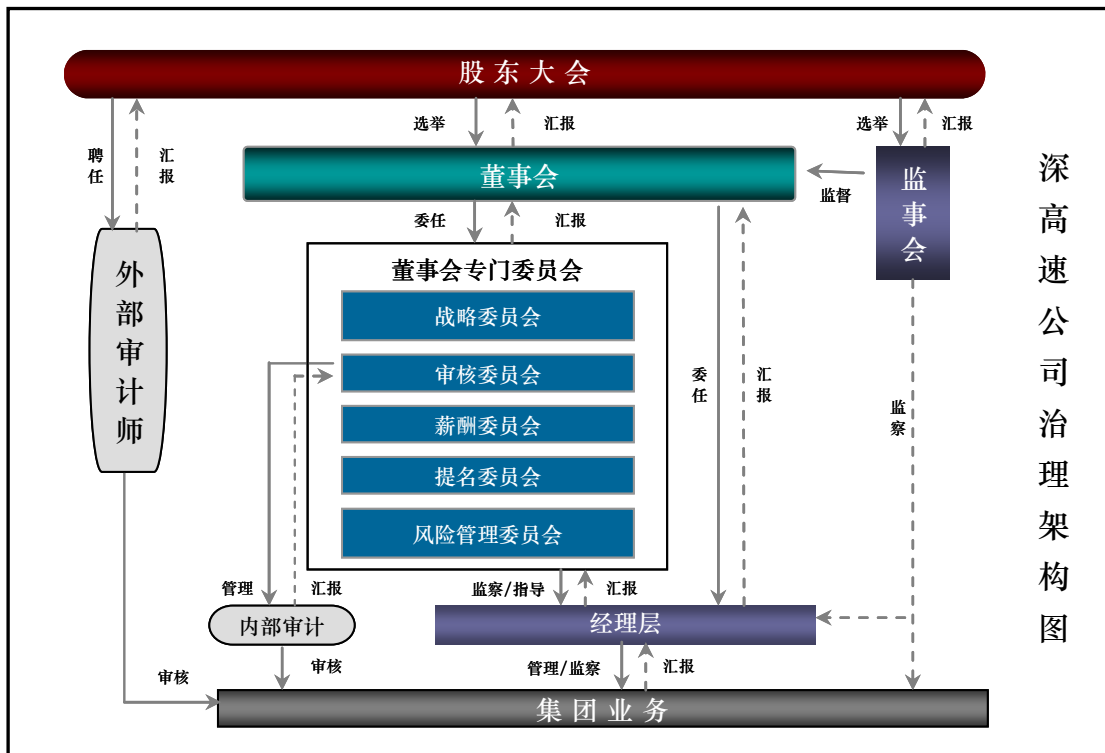 股东大会
选举
汇报
选举
汇报
聘任
汇报
董事会
监事会
监督
委任
汇报
外部审计师
董事会专门委员会
战略委员会
审核委员会
薪酬委员会
提名委员会
风险管理委员会
委任
汇报
监察
管理
汇报
监察/指导
汇报
内部审计
经理层
审核
审核
管理/监察
汇报
集团业务
深高速公司治理架构图